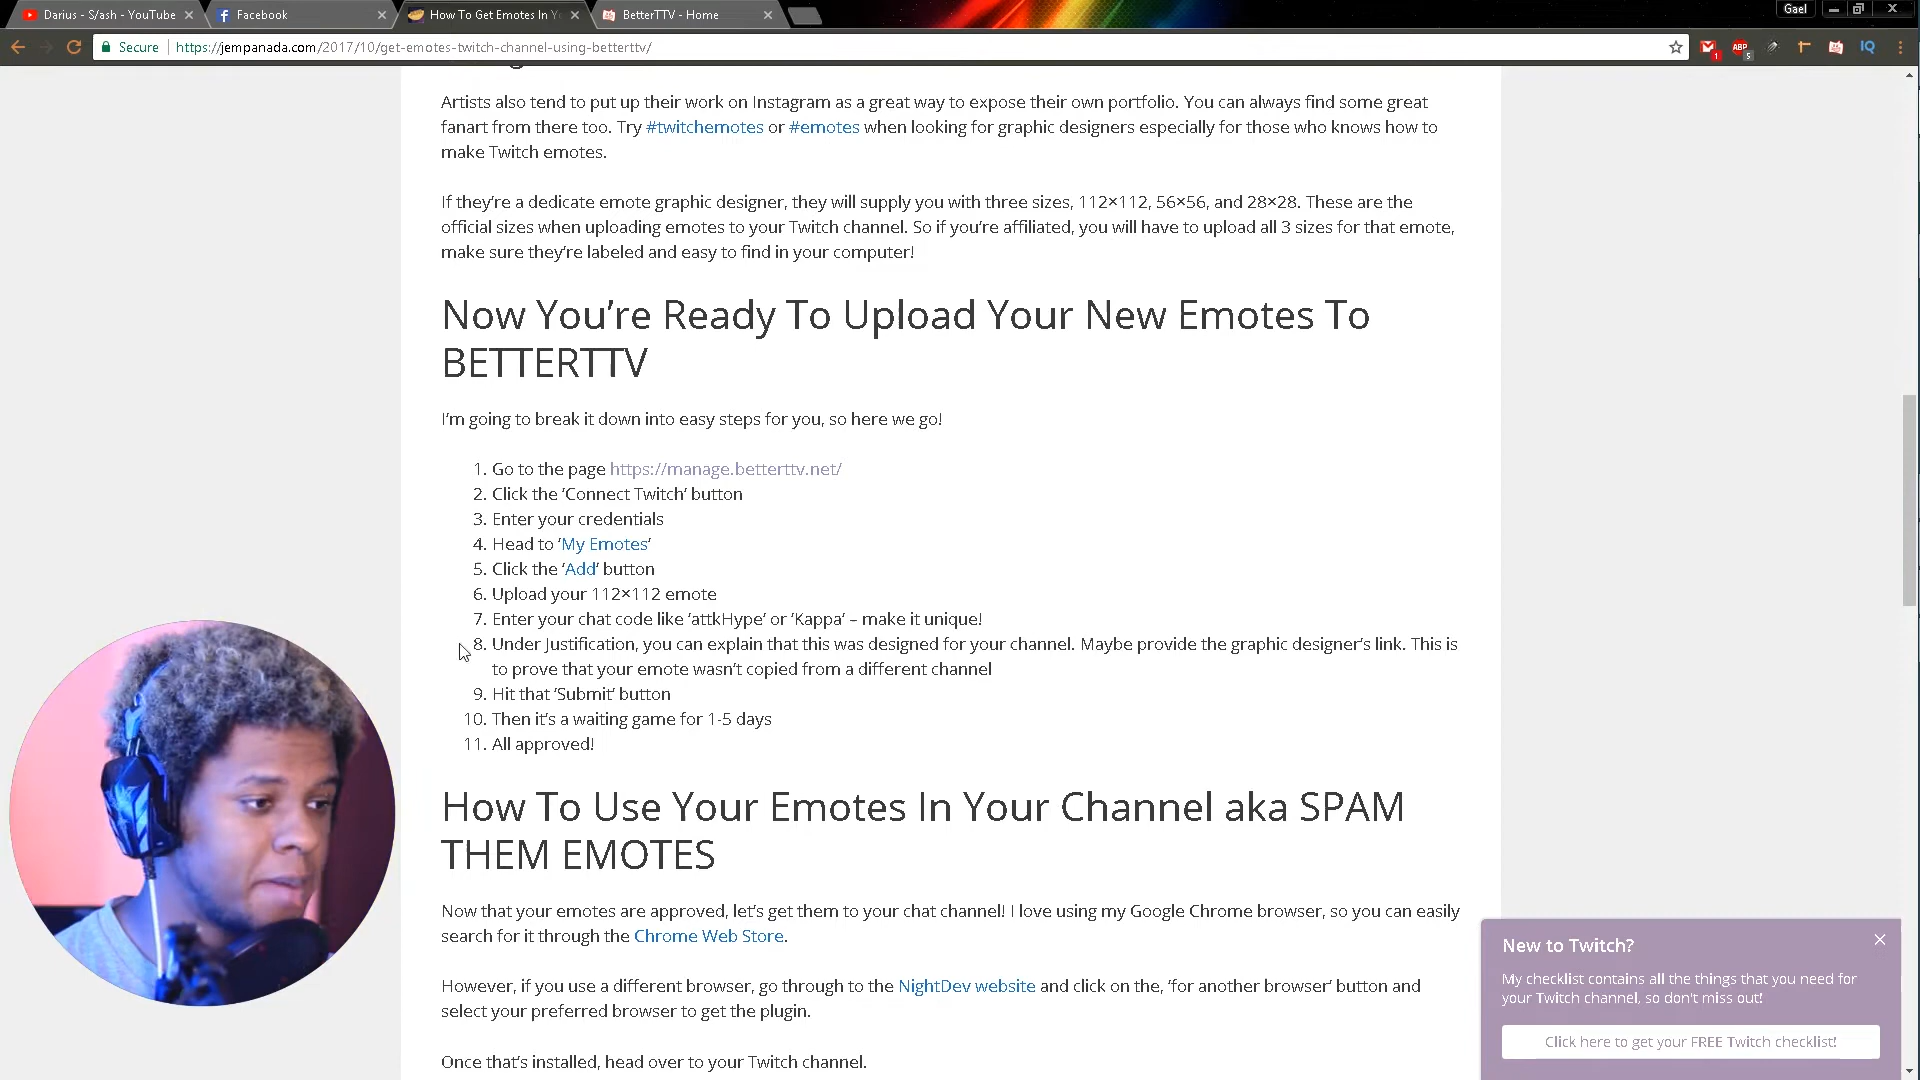 Darius - S/ash - YouTube
Facebook
How To Get Emotes In Y
BetterTTV - Home
Gael
Secure
https://jempanada.com/2017/10/get-emotes-twitch-channel-using-betterttv/
1
ABP
5
IQ
Artists also tend to put up their work on Instagram as a great way to expose their own portfolio. You can always find some great
fanart from there too. Try #twitchemotes or #emotes when looking for graphic designers especially for those who knows how to
make Twitch emotes.
If they're a dedicate emote graphic designer, they will supply you with three sizes, 112×112, 56×56, and 28×28. These are the
official sizes when uploading emotes to your Twitch channel. So if you're affiliated, you will have to upload all 3 sizes for that emote,
make sure they're labeled and easy to find in your computer!
Now You're Ready To Upload Your New Emotes To
BETTERTTV
I'm going to break it down into easy steps for you, so here we go!
1. Go to the page https://manage.betterttv.net/
2. Click the 'Connect Twitch' button
3. Enter your credentials
4. Head to 'My Emotes'
5. Click the 'Add' button
6. Upload your 112×112 emote
7. Enter your chat code like 'attkHype' or 'Kappa' – make it unique!
8. Under Justification, you can explain that this was designed for your channel. Maybe provide the graphic designer's link. This is
to prove that your emote wasn't copied from a different channel
9. Hit that 'Submit' button
10. Then it's a waiting game for 1-5 days
11. All approved!
How To Use Your Emotes In Your Channel aka SPAM
THEM EMOTES
Now that your emotes are approved, let's get them to your chat channel! I love using my Google Chrome browser, so you can easily
search for it through the Chrome Web Store.
However, if you use a different browser, go through to the NightDev website and click on the, 'for another browser' button and
select your preferred browser to get the plugin.
Once that's installed, head over to your Twitch channel.
New to Twitch?
My checklist contains all the things that you need for
your Twitch channel, so don't miss out!
Click here to get your FREE Twitch checklist!